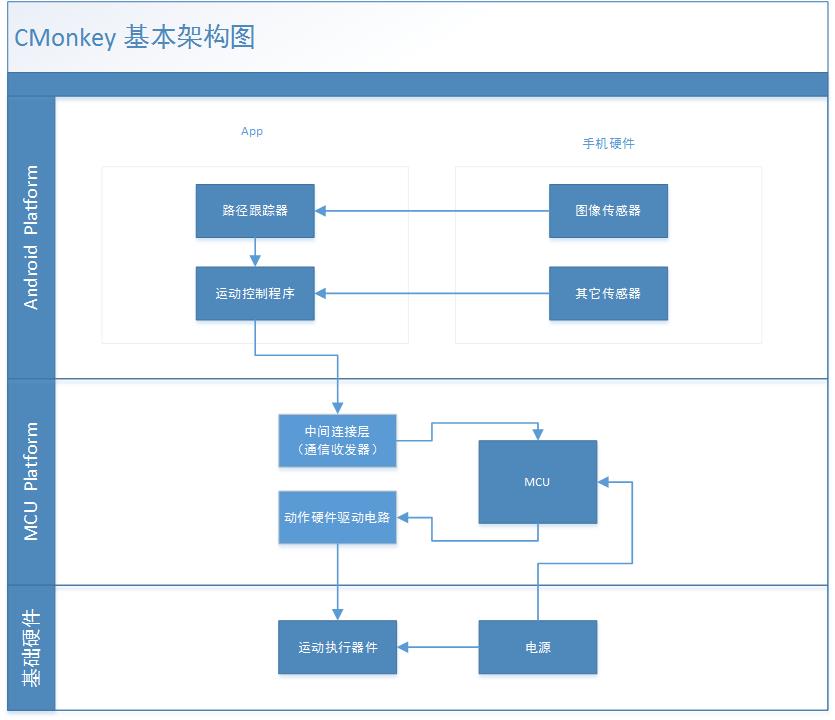 CMonkey 基本架构图
Android Platform
App
手机硬件
路径跟踪器
图像传感器
运动控制程序
其它传感器
MCU Platform
中间连接层
（通信收发器）
MCU
动作硬件驱动电路
基础硬件
运动执行器件
电源